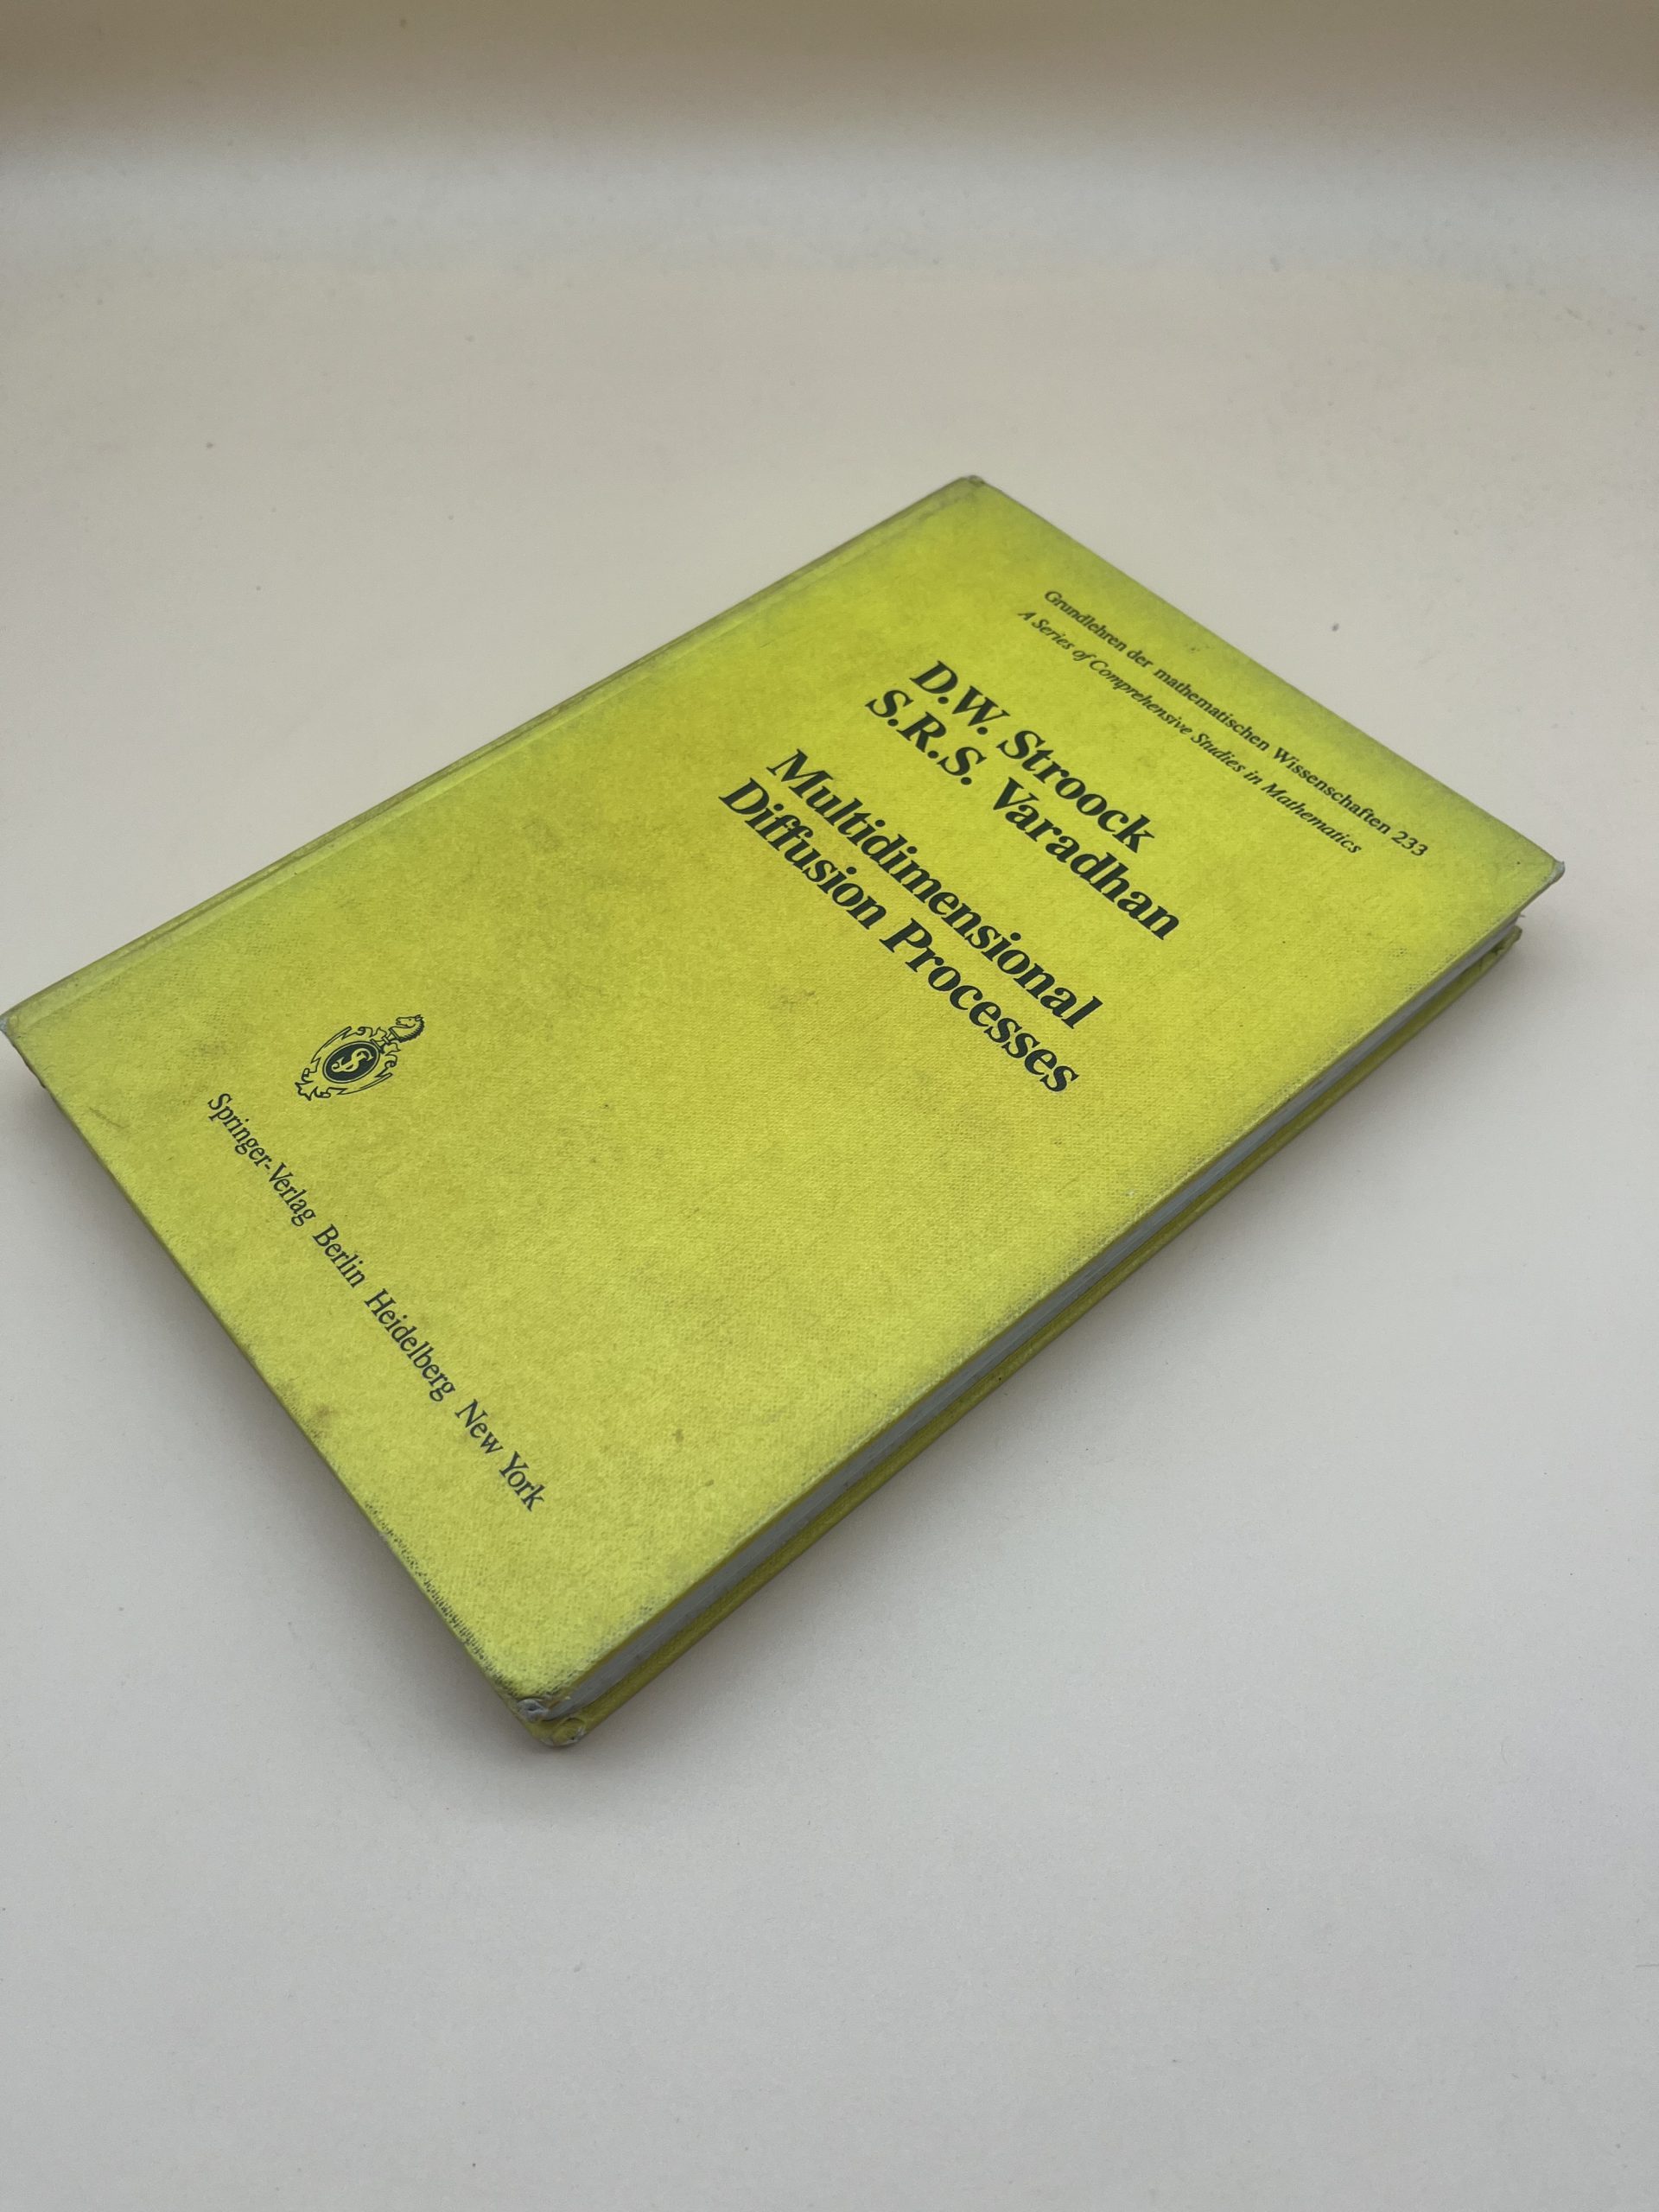 Grundlehren der mathematischen Wissenschaften 233
A Series of Comprehensive Studies in Mathematics
D.W. Stroock
S.R.S. Varadhan
Multidimensional
Diffusion Processes
Springer-Verlag Berlin Heidelberg New York